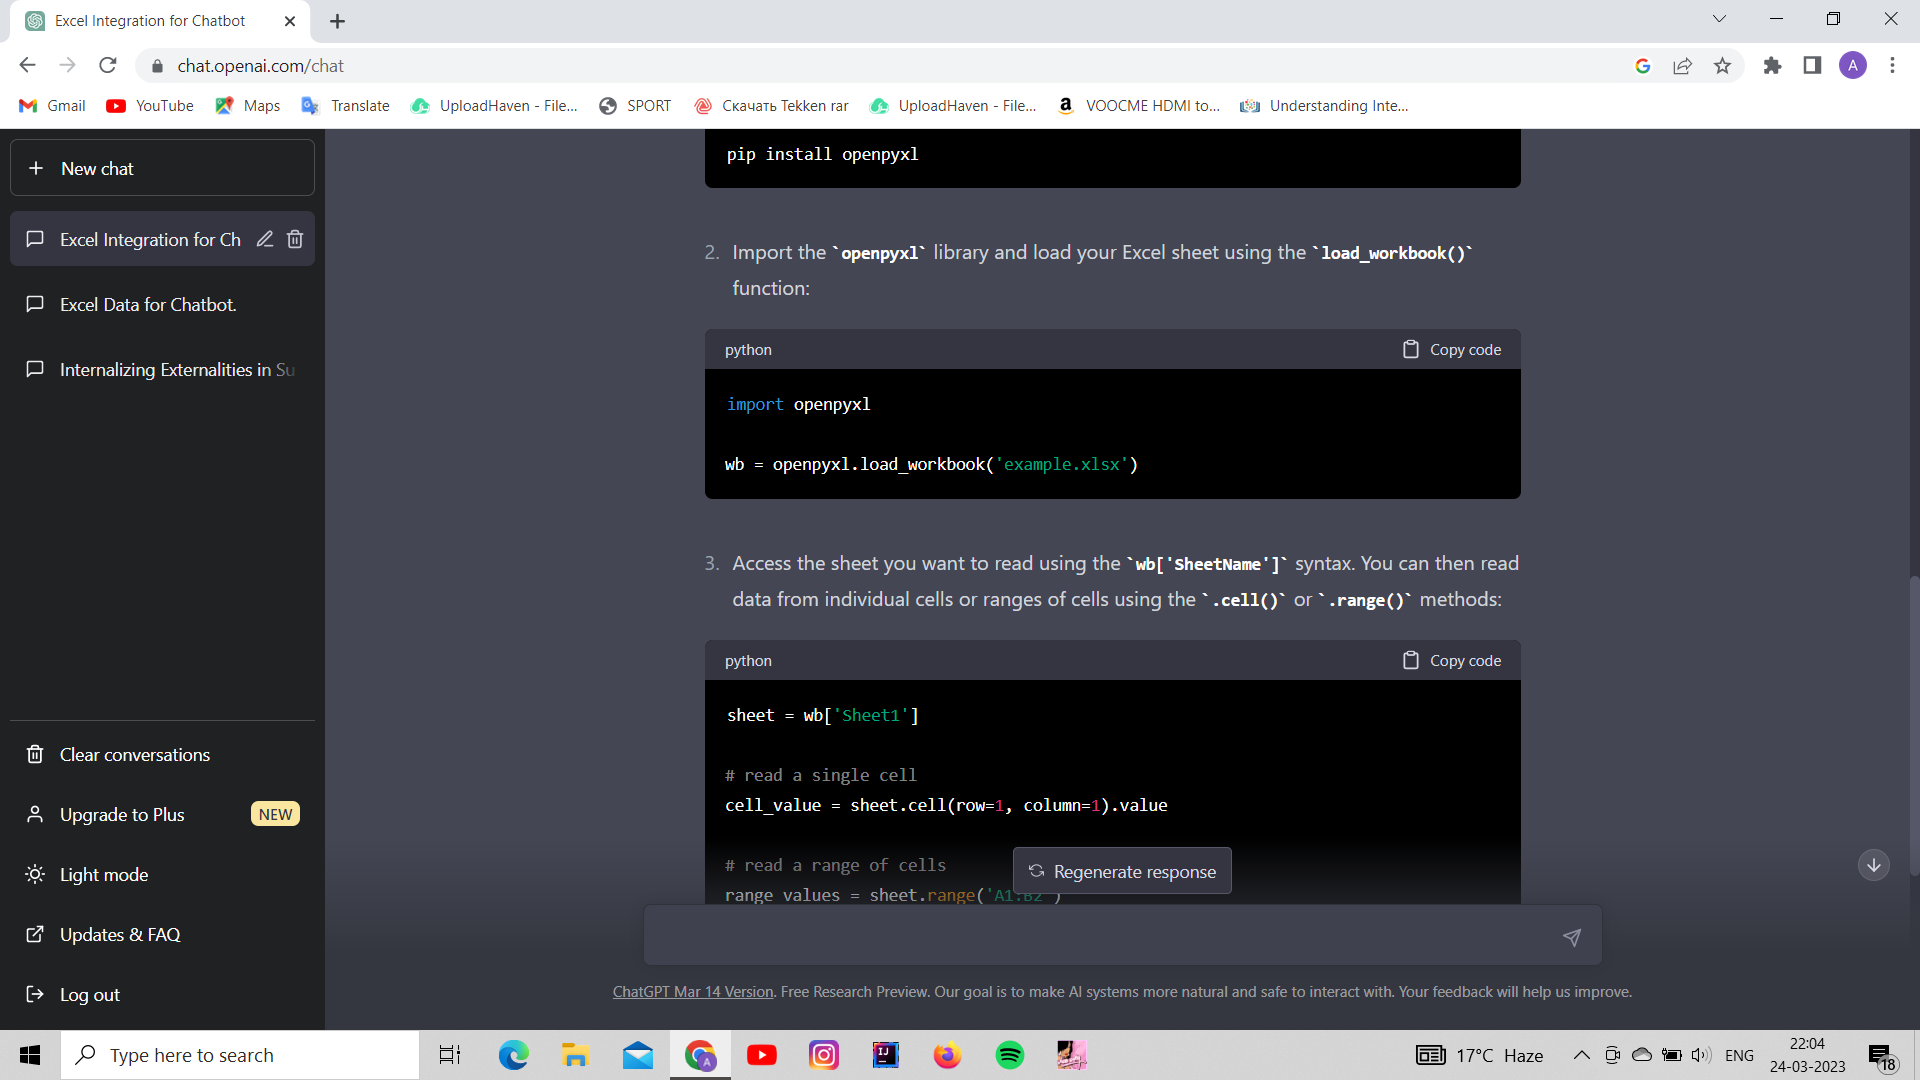 Excel Integration for Chatbot
chat.openai.com/chat
A
Gmail
YouTube
Maps
Translate
UploadHaven - File...
SPORT
Скачать Tekken rar
UploadHaven - File...
VOOCME HDMI to...
Understanding Inte...
New chat
Excel Integration for Ch
Excel Data for Chatbot.
Internalizing Externalities in Su
Clear conversations
Upgrade to Plus NEW
Light mode
Updates & FAQ
Log out
pip install openpyxl
2. Import the `openpyxl` library and load your Excel sheet using the `load_workbook()`
function:
python Copy code
import openpyxl
wb = openpyxl.load_workbook('example.xlsx')
3. Access the sheet you want to read using the `wb['SheetName']` syntax. You can then read
data from individual cells or ranges of cells using the `.cell()` or `.range()` methods:
python Copy code
sheet = wb['Sheet1']
# read a single cell
cell_value = sheet.cell(row=1, column=1).value
# read a range of cells
range_values = sheet.range('A1:B2')
Regenerate response
ChatGPT Mar 14 Version. Free Research Preview. Our goal is to make AI systems more natural and safe to interact with. Your feedback will help us improve.
Type here to search
A
IJ
17°C Haze
ENG
22:04
24-03-2023
18